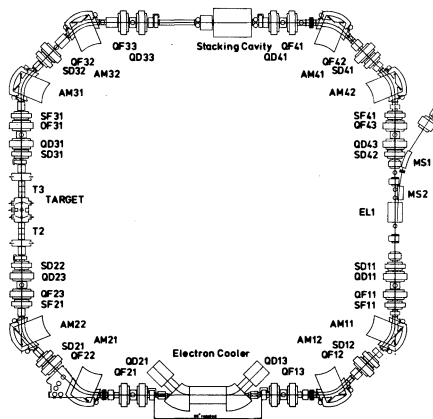 QF33
QD33
Stacking Cavity
QD41
QF41
QF32
SD32
AM32
AM31
QF42
SD41
AM41
AM42
SF31
QF31
QD31
SD31
T3
TARGET
T2
SD22
QD23
QF23
SF21
SF41
QF43
QD43
SD42
MS1
MS2
EL1
SD11
QD11
QF11
SF11
AM22
AM21
SD21
QF22
QD21
QF21
Electron Cooler
QD13
QF13
AM11
AM12
SD12
QF12